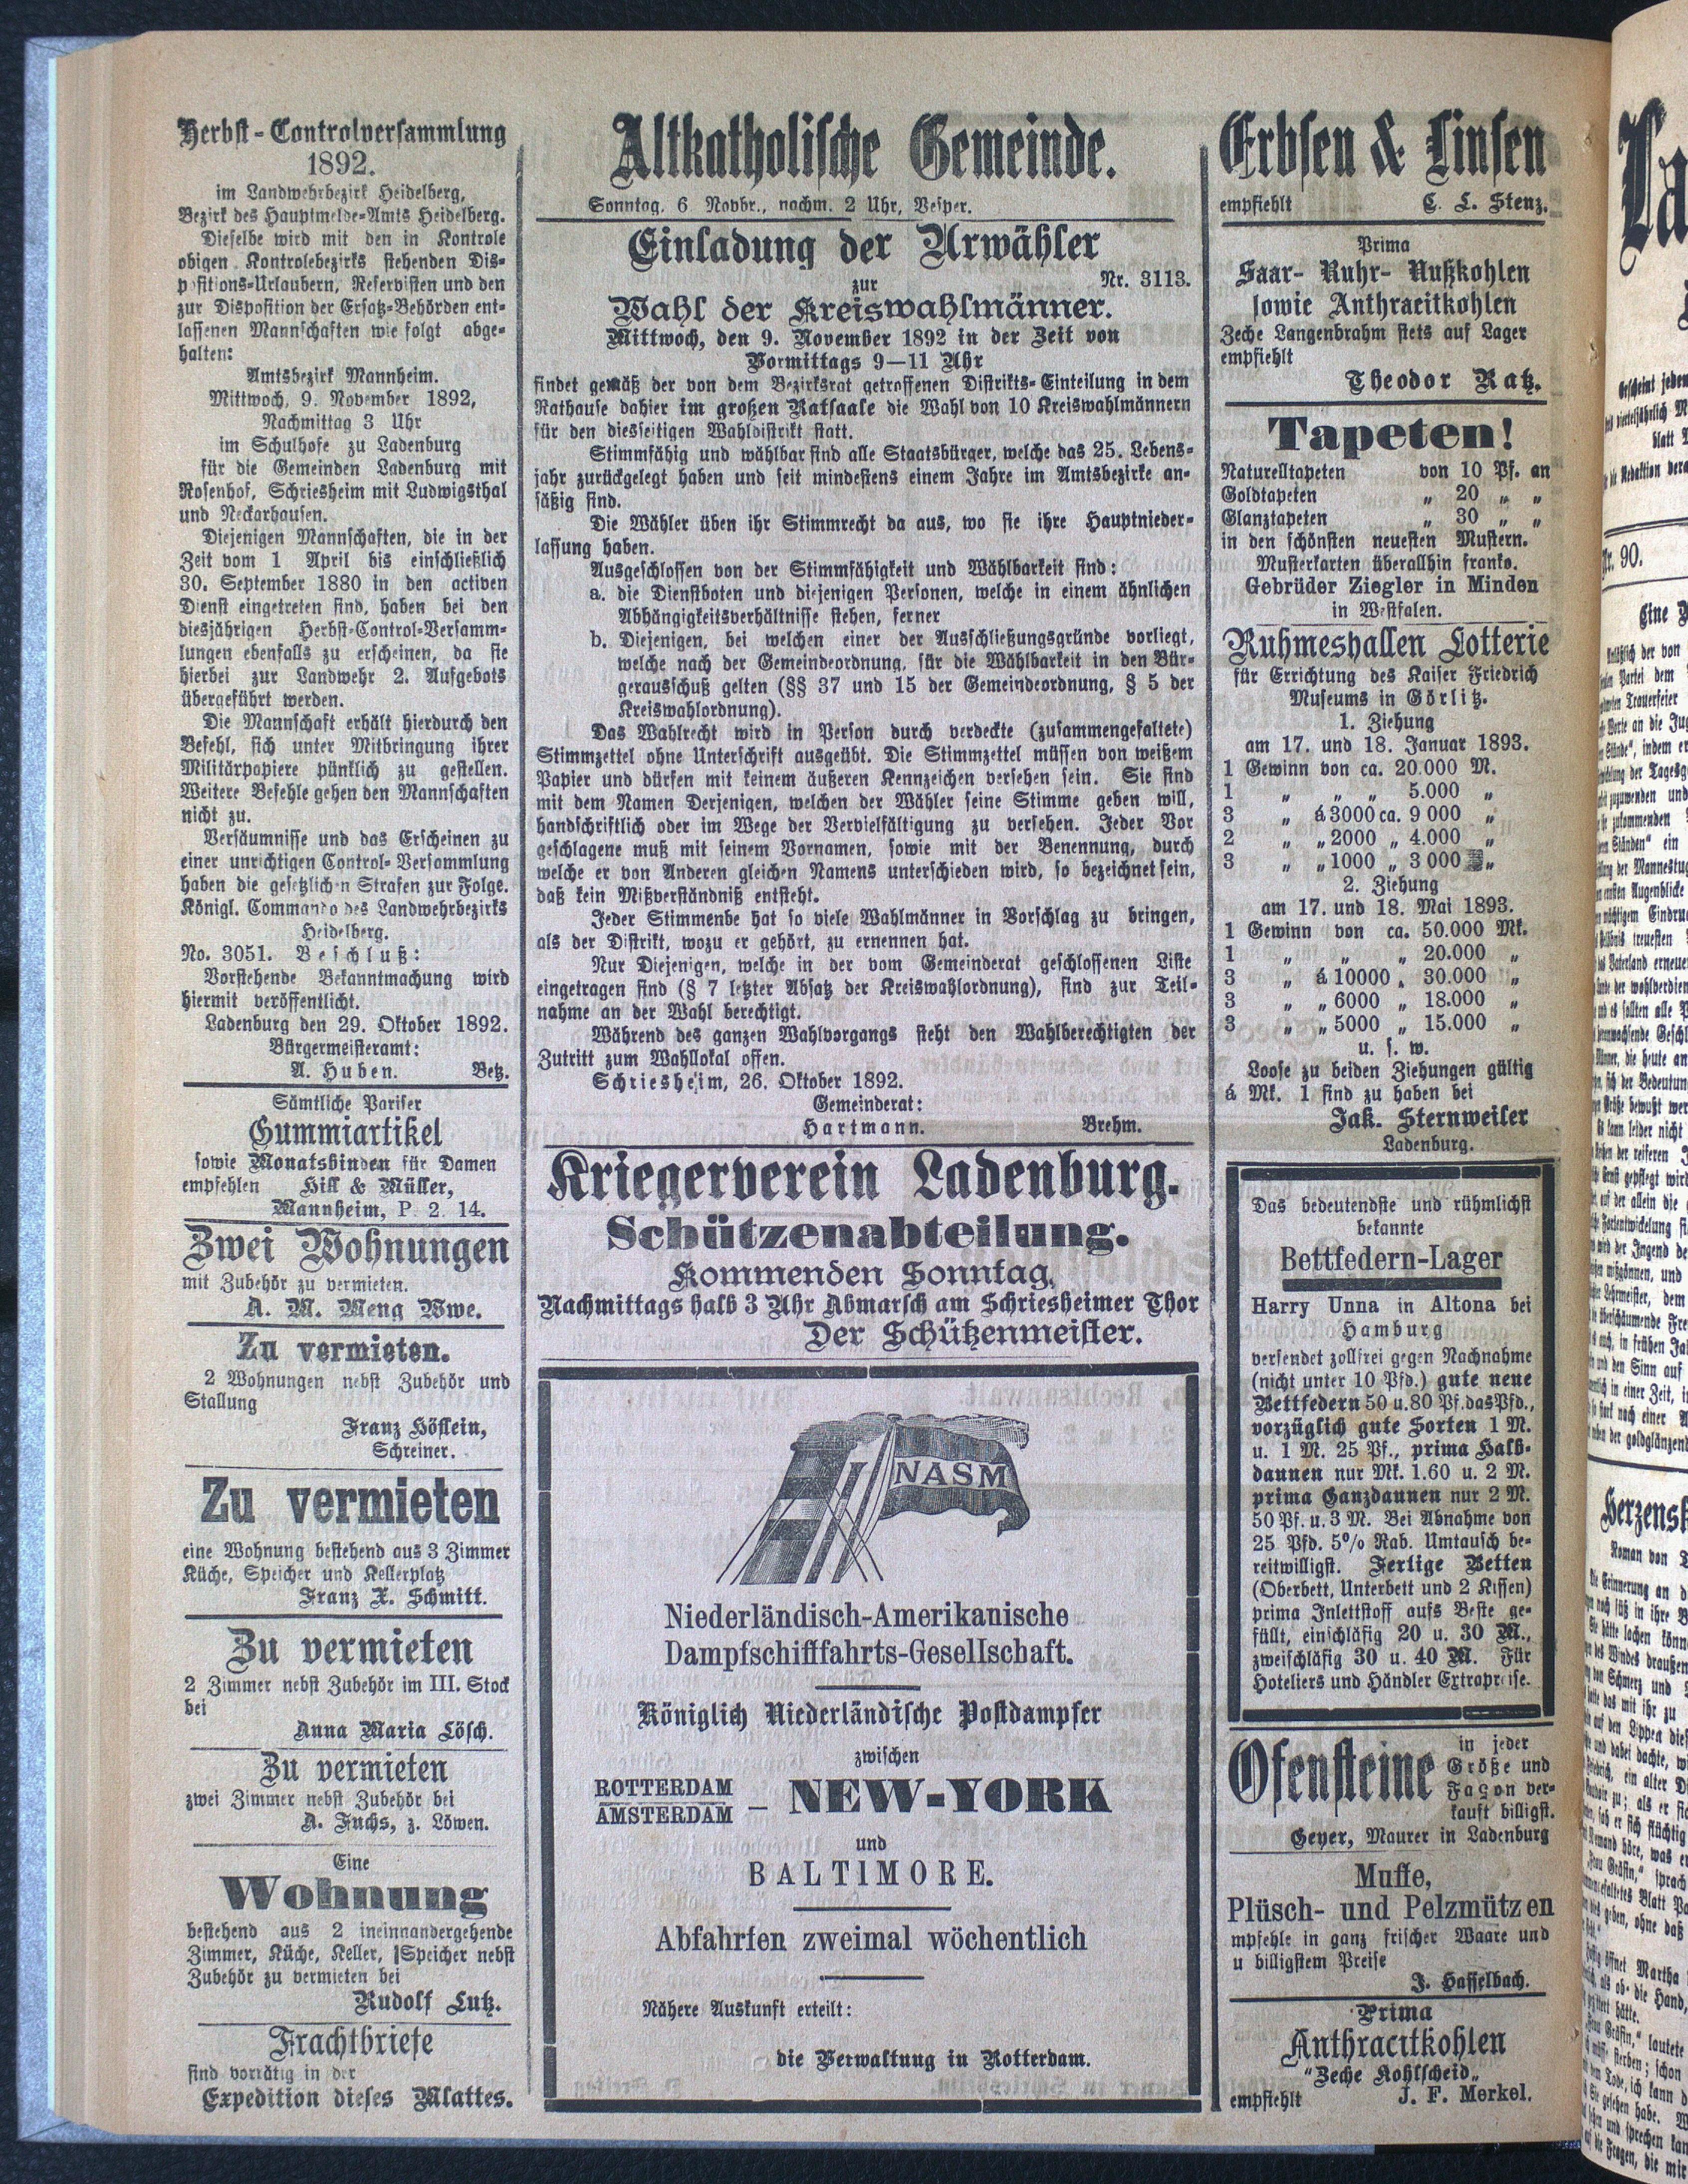 Herbst-Controlversammlung
1892.
im Landwehrbezirk Heidelberg,
Bezirk des Hauptmelde-Amts Heidelberg.
Dieselbe wird mit den in Kontrole
obigen Kontrolebezirks stehenden Dis-
positions-Urlaubern, Reservisten und den
zur Disposition der Ersatz-Behörden ent-
lassenen Mannschaften wie folgt abge-
halten:
Amtsbezirk Mannheim.
Mittwoch, 9. November 1892,
Nachmittag 3 Uhr
im Schulhofe zu Ladenburg
für die Gemeinden Ladenburg mit
Rosenhof, Schriesheim mit Ludwigsthal
und Neckarhausen.
Diejenigen Mannschaften, die in der
Zeit vom 1 April bis einschließlich
30. September 1880 in den activen
Dienst eingetreten sind, haben bei den
diesjährigen Herbst-Control-Versamm-
lungen ebenfalls zu erscheinen, da sie
hierbei zur Landwehr 2. Aufgebots
übergeführt werden.
Die Mannschaft erhält hierdurch den
Befehl, sich unter Mitbringung ihrer
Militärpapiere pünktlich zu gestellen.
Weitere Befehle gehen den Mannschaften
nicht zu.
Versäumnisse und das Erscheinen zu
einer unrichtigen Control-Versammlung
haben die gesetzlichen Strafen zur Folge.
Königl. Commando des Landwehrbezirks
Heidelberg.
No. 3051. Beschluß:
Vorstehende Bekanntmachung wird
hiermit veröffentlicht.
Ladenburg den 29. Oktober 1892.
Bürgermeisteramt:
A. Huben. Betz.
Sämtliche Pariser
Gummiartikel
sowie Monatsbinden für Damen
empfehlen Hill & Müller,
Mannheim, P. 2. 14.
Zwei Wohnungen
mit Zubehör zu vermieten.
A. M. Meng Wwe.
Zu vermieten.
2 Wohnungen nebst Zubehör und
Stallung
Franz Höflein,
Schreiner.
Zu vermieten
eine Wohnung bestehend aus 3 Zimmer
Küche, Speicher und Kellerplatz
Franz X. Schmitt.
Zu vermieten
2 Zimmer nebst Zubehör im III. Stock
bei
Anna Maria Lösch.
Zu vermieten
zwei Zimmer nebst Zubehör bei
A. Fuchs, z. Löwen.
Eine
Wohnung
bestehend aus 2 ineinnandergehende
Zimmer, Küche, Keller, Speicher nebst
Zubehör zu vermieten bei
Rudolf Lutz.
Frachtbriefe
sind vorrätig in der
Expedition dieses Blattes.
Altkatholische Gemeinde.
Sonntag, 6 Novbr., nachm. 2 Uhr, Vesper.
Einladung der Urwähler
zur Nr. 3113.
Wahl der Kreiswahlmänner.
Mittwoch, den 9. November 1892 in der Zeit von
Vormittags 9—11 Uhr
findet gemäß der von dem Bezirksrat getroffenen Distrikts-Einteilung in dem
Rathause dahier im großen Ratsaale die Wahl von 10 Kreiswahlmännern
für den diesseitigen Wahldistrikt statt.
Stimmfähig und wählbar sind alle Staatsbürger, welche das 25. Lebens-
jahr zurückgelegt haben und seit mindestens einem Jahre im Amtsbezirke an-
säßig sind.
Die Wähler üben ihr Stimmrecht da aus, wo sie ihre Hauptnieder-
lassung haben.
Ausgeschlossen von der Stimmfähigkeit und Wählbarkeit sind:
a. die Dienstboten und diejenigen Personen, welche in einem ähnlichen
Abhängigkeitsverhältnisse stehen, ferner
b. Diejenigen, bei welchen einer der Ausschließungsgründe vorliegt,
welche nach der Gemeindeordnung, für die Wählbarkeit in den Bür-
gerausschuß gelten (§§ 37 und 15 der Gemeindeordnung, § 5 der
Kreiswahlordnung).
Das Wahlrecht wird in Person durch verdeckte (zusammengefaltete)
Stimmzettel ohne Unterschrift ausgeübt. Die Stimmzettel müssen von weißem
Papier und dürfen mit keinem äußeren Kennzeichen versehen sein. Sie sind
mit dem Namen Derjenigen, welchen der Wähler seine Stimme geben will,
handschriftlich oder im Wege der Vervielfältigung zu versehen. Jeder Vor
geschlagene muß mit seinem Vornamen, sowie mit der Benennung, durch
welche er von Anderen gleichen Namens unterschieden wird, so bezeichnet sein,
daß kein Mißverständniß entsteht.
Jeder Stimmende hat so viele Wahlmänner in Vorschlag zu bringen,
als der Distrikt, wozu er gehört, zu ernennen hat.
Nur Diejenigen, welche in der vom Gemeinderat geschlossenen Liste
eingetragen sind (§ 7 letzter Absatz der Kreiswahlordnung), sind zur Teil-
nahme an der Wahl berechtigt.
Während des ganzen Wahlvorgangs steht den Wahlberechtigten der
Zutritt zum Wahllokal offen.
Schriesheim, 26. Oktober 1892.
Gemeinderat:
Hartmann. Brehm.
Kriegerverein Ladenburg.
Schützenabteilung.
Kommenden Sonntag,
Nachmittags halb 3 Uhr Abmarsch am Schriesheimer Thor
Der Schützenmeister.
NASM
Niederländisch-Amerikanische
Dampfschifffahrts-Gesellschaft.
Königlich Niederländische Postdampfer
zwischen
ROTTERDAM
AMSTERDAM – NEW-YORK
und
BALTIMORE.
Abfahrten zweimal wöchentlich
Nähere Auskunft erteilt:
die Verwaltung in Rotterdam.
Erbsen & Linsen
empfiehlt C. L. Stenz.
Prima
Saar- Ruhr- Nußkohlen
sowie Anthracitkohlen
Zeche Langenbrahm stets auf Lager
empfiehlt
Theodor Katz.
Tapeten!
Naturelltapeten von 10 Pf. an
Goldtapeten „ 20 „ „
Glanztapeten „ 30 „ „
in den schönsten neuesten Mustern.
Musterkarten überallhin franko.
Gebrüder Ziegler in Minden
in Westfalen.
Ruhmeshallen Lotterie
für Errichtung des Kaiser Friedrich
Museums in Görlitz.
1. Ziehung
am 17. und 18. Januar 1893.
1 Gewinn von ca. 20.000 M.
1 „ „ „ 5.000 „
3 „ á 3000 ca. 9 000 „
2 „ „ 2000 „ 4.000 „
3 „ „ 1000 „ 3 000 „
2. Ziehung
am 17. und 18. Mai 1893.
1 Gewinn von ca. 50.000 Mk.
1 „ „ „ 20.000 „
3 „ á 10000 „ 30.000 „
3 „ „ 6000 „ 18.000 „
3 „ „ 5000 „ 15.000 „
u. s. w.
Loose zu beiden Ziehungen gültig
á Mk. 1 sind zu haben bei
Jak. Sternweiler
Ladenburg.
Das bedeutendste und rühmlichst
bekannte
Bettfedern-Lager
Harry Unna in Altona bei
Hamburg
versendet zollfrei gegen Nachnahme
(nicht unter 10 Pfd.) gute neue
Bettfedern 50 u. 80 Pf. das Pfd.,
vorzüglich gute Sorten 1 M.
u. 1 M. 25 Pf., prima Halb-
daunen nur Mk. 1.60 u. 2 M.
prima Ganzdaunen nur 2 M.
50 Pf. u. 3 M. Bei Abnahme von
25 Pfd. 5% Rab. Umtausch be-
reitwilligst. Fertige Betten
(Oberbett, Unterbett und 2 Kissen)
prima Inlettstoff aufs Beste ge-
füllt, einschläfig 20 u. 30 M.,
zweischläfig 30 u. 40 M. Für
Hoteliers und Händler Extrapreise.
Ofensteine in jeder
Größe und
Façon ver-
kauft billigst.
Geyer, Maurer in Ladenburg
Muffe,
Plüsch- und Pelzmützen
mpfehle in ganz frischer Waare und
u billigstem Preise
J. Hasselbach.
Prima
Anthracitkohlen
"Zeche Kohlscheid„
empfiehlt J. F. Merkel.
Nr. 90.